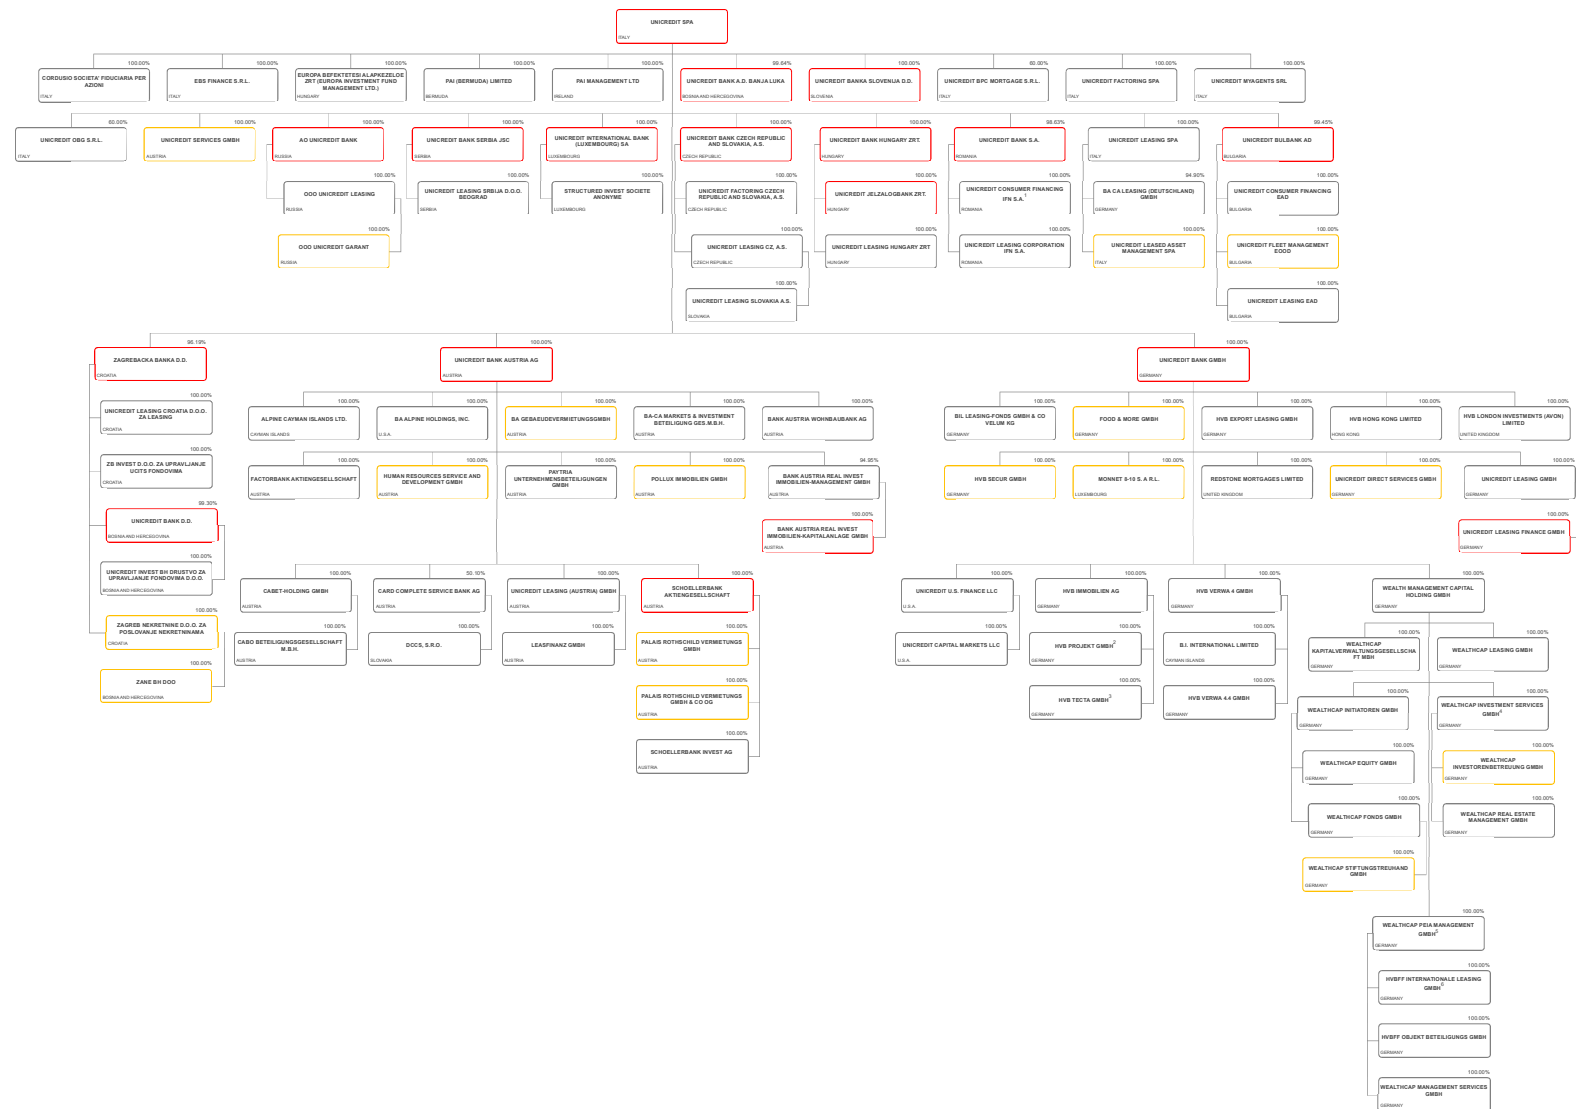 UNICREDIT SPA
ITALY
100.00%
CORDUSIO SOCIETA' FIDUCIARIA PER
AZIONI
ITALY
100.00%
EBS FINANCE S.R.L.
ITALY
100.00%
EUROPA BEFEKTETESI ALAPKEZELOE
ZRT (EUROPA INVESTMENT FUND
MANAGEMENT LTD.)
HUNGARY
100.00%
PAI (BERMUDA) LIMITED
BERMUDA
100.00%
PAI MANAGEMENT LTD
IRELAND
99.64%
UNICREDIT BANK A.D. BANJA LUKA
BOSNIA AND HERCEGOVINA
100.00%
UNICREDIT BANKA SLOVENIJA D.D.
SLOVENIA
60.00%
UNICREDIT BPC MORTGAGE S.R.L.
ITALY
100.00%
UNICREDIT FACTORING SPA
ITALY
100.00%
UNICREDIT MYAGENTS SRL
ITALY
60.00%
UNICREDIT OBG S.R.L.
ITALY
100.00%
UNICREDIT SERVICES GMBH
AUSTRIA
100.00%
AO UNICREDIT BANK
RUSSIA
100.00%
UNICREDIT BANK SERBIA JSC
SERBIA
100.00%
UNICREDIT INTERNATIONAL BANK
(LUXEMBOURG) SA
LUXEMBOURG
100.00%
UNICREDIT BANK CZECH REPUBLIC
AND SLOVAKIA, A.S.
CZECH REPUBLIC
100.00%
UNICREDIT BANK HUNGARY ZRT.
HUNGARY
98.63%
UNICREDIT BANK S.A.
ROMANIA
100.00%
UNICREDIT LEASING SPA
ITALY
99.45%
UNICREDIT BULBANK AD
BULGARIA
100.00%
OOO UNICREDIT LEASING
RUSSIA
100.00%
UNICREDIT LEASING SRBIJA D.O.O.
BEOGRAD
SERBIA
100.00%
STRUCTURED INVEST SOCIETE
ANONYME
LUXEMBOURG
100.00%
UNICREDIT FACTORING CZECH
REPUBLIC AND SLOVAKIA, A.S.
CZECH REPUBLIC
100.00%
UNICREDIT JELZALOGBANK ZRT.
HUNGARY
100.00%
UNICREDIT CONSUMER FINANCING
IFN S.A.1
ROMANIA
94.90%
BA CA LEASING (DEUTSCHLAND)
GMBH
GERMANY
100.00%
UNICREDIT CONSUMER FINANCING
EAD
BULGARIA
100.00%
OOO UNICREDIT GARANT
RUSSIA
100.00%
UNICREDIT LEASING CZ, A.S.
CZECH REPUBLIC
100.00%
UNICREDIT LEASING HUNGARY ZRT
HUNGARY
100.00%
UNICREDIT LEASING CORPORATION
IFN S.A.
ROMANIA
100.00%
UNICREDIT LEASED ASSET
MANAGEMENT SPA
ITALY
100.00%
UNICREDIT FLEET MANAGEMENT
EOOD
BULGARIA
100.00%
UNICREDIT LEASING SLOVAKIA A.S.
SLOVAKIA
100.00%
UNICREDIT LEASING EAD
BULGARIA
96.19%
ZAGREBACKA BANKA D.D.
CROATIA
100.00%
UNICREDIT BANK AUSTRIA AG
AUSTRIA
100.00%
UNICREDIT BANK GMBH
GERMANY
100.00%
UNICREDIT LEASING CROATIA D.O.O.
ZA LEASING
CROATIA
100.00%
ALPINE CAYMAN ISLANDS LTD.
CAYMAN ISLANDS
100.00%
BA ALPINE HOLDINGS, INC.
U.S.A.
100.00%
BA GEBAEUDEVERMIETUNGSGMBH
AUSTRIA
100.00%
BA-CA MARKETS & INVESTMENT
BETEILIGUNG GES.M.B.H.
AUSTRIA
100.00%
BANK AUSTRIA WOHNBAUBANK AG
AUSTRIA
100.00%
BIL LEASING-FONDS GMBH & CO
VELUM KG
GERMANY
100.00%
FOOD & MORE GMBH
GERMANY
100.00%
HVB EXPORT LEASING GMBH
GERMANY
100.00%
HVB HONG KONG LIMITED
HONG KONG
100.00%
HVB LONDON INVESTMENTS (AVON)
LIMITED
UNITED KINGDOM
100.00%
ZB INVEST D.O.O. ZA UPRAVLJANJE
UCITS FONDOVIMA
CROATIA
100.00%
FACTORBANK AKTIENGESELLSCHAFT
AUSTRIA
100.00%
HUMAN RESOURCES SERVICE AND
DEVELOPMENT GMBH
AUSTRIA
100.00%
PAYTRIA
UNTERNEHMENSBETEILIGUNGEN
GMBH
AUSTRIA
100.00%
POLLUX IMMOBILIEN GMBH
AUSTRIA
94.95%
BANK AUSTRIA REAL INVEST
IMMOBILIEN-MANAGEMENT GMBH
AUSTRIA
100.00%
HVB SECUR GMBH
GERMANY
100.00%
MONNET 8-10 S. A R.L.
LUXEMBOURG
100.00%
REDSTONE MORTGAGES LIMITED
UNITED KINGDOM
100.00%
UNICREDIT DIRECT SERVICES GMBH
GERMANY
100.00%
UNICREDIT LEASING GMBH
GERMANY
99.30%
UNICREDIT BANK D.D.
BOSNIA AND HERCEGOVINA
100.00%
BANK AUSTRIA REAL INVEST
IMMOBILIEN-KAPITALANLAGE GMBH
AUSTRIA
100.00%
UNICREDIT LEASING FINANCE GMBH
GERMANY
100.00%
UNICREDIT INVEST BH DRUSTVO ZA
UPRAVLJANJE FONDOVIMA D.O.O.
BOSNIA AND HERCEGOVINA
100.00%
CABET-HOLDING GMBH
AUSTRIA
50.10%
CARD COMPLETE SERVICE BANK AG
AUSTRIA
100.00%
UNICREDIT LEASING (AUSTRIA) GMBH
AUSTRIA
100.00%
SCHOELLERBANK
AKTIENGESELLSCHAFT
AUSTRIA
100.00%
UNICREDIT U.S. FINANCE LLC
U.S.A.
100.00%
HVB IMMOBILIEN AG
GERMANY
100.00%
HVB VERWA 4 GMBH
GERMANY
100.00%
WEALTH MANAGEMENT CAPITAL
HOLDING GMBH
GERMANY
100.00%
ZAGREB NEKRETNINE D.O.O. ZA
POSLOVANJE NEKRETNINAMA
CROATIA
100.00%
CABO BETEILIGUNGSGESELLSCHAFT
M.B.H.
AUSTRIA
100.00%
DCCS, S.R.O.
SLOVAKIA
100.00%
LEASFINANZ GMBH
AUSTRIA
100.00%
PALAIS ROTHSCHILD VERMIETUNGS
GMBH
AUSTRIA
100.00%
UNICREDIT CAPITAL MARKETS LLC
U.S.A.
100.00%
HVB PROJEKT GMBH2
GERMANY
100.00%
B.I. INTERNATIONAL LIMITED
CAYMAN ISLANDS
100.00%
WEALTHCAP
KAPITALVERWALTUNGSGESELLSCHA
FT MBH
GERMANY
100.00%
WEALTHCAP LEASING GMBH
GERMANY
100.00%
ZANE BH DOO
BOSNIA AND HERCEGOVINA
100.00%
PALAIS ROTHSCHILD VERMIETUNGS
GMBH & CO OG
AUSTRIA
100.00%
HVB TECTA GMBH3
GERMANY
100.00%
HVB VERWA 4.4 GMBH
GERMANY
100.00%
WEALTHCAP INITIATOREN GMBH
GERMANY
100.00%
WEALTHCAP INVESTMENT SERVICES
GMBH4
GERMANY
100.00%
SCHOELLERBANK INVEST AG
AUSTRIA
100.00%
WEALTHCAP EQUITY GMBH
GERMANY
100.00%
WEALTHCAP
INVESTORENBETREUUNG GMBH
GERMANY
100.00%
WEALTHCAP FONDS GMBH
GERMANY
100.00%
WEALTHCAP REAL ESTATE
MANAGEMENT GMBH
GERMANY
100.00%
WEALTHCAP STIFTUNGSTREUHAND
GMBH
GERMANY
100.00%
WEALTHCAP PEIA MANAGEMENT
GMBH5
GERMANY
100.00%
HVBFF INTERNATIONALE LEASING
GMBH6
GERMANY
100.00%
HVBFF OBJEKT BETEILIGUNGS GMBH
GERMANY
100.00%
WEALTHCAP MANAGEMENT SERVICES
GMBH
GERMANY